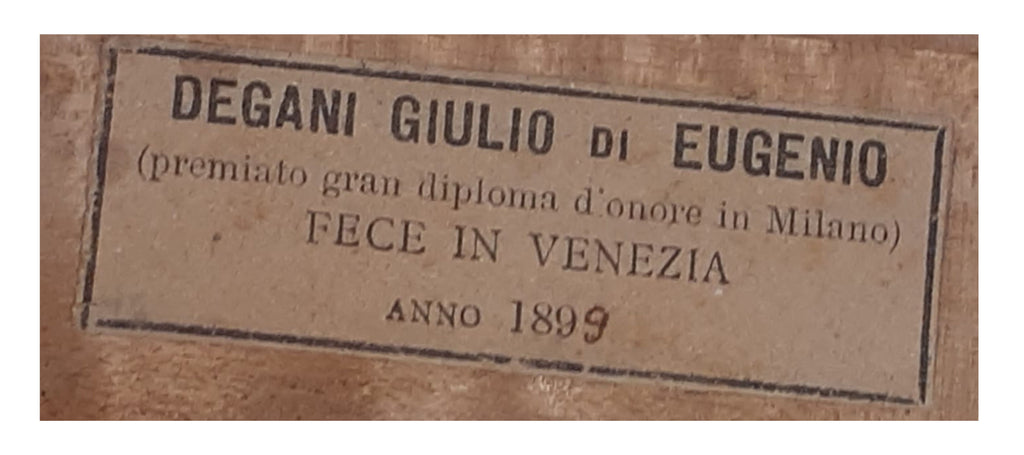 DEGANI GIULIO DI EUGENIO
(premiato gran diploma d'onore in Milano)
FECE IN VENEZIA
ANNO 1899